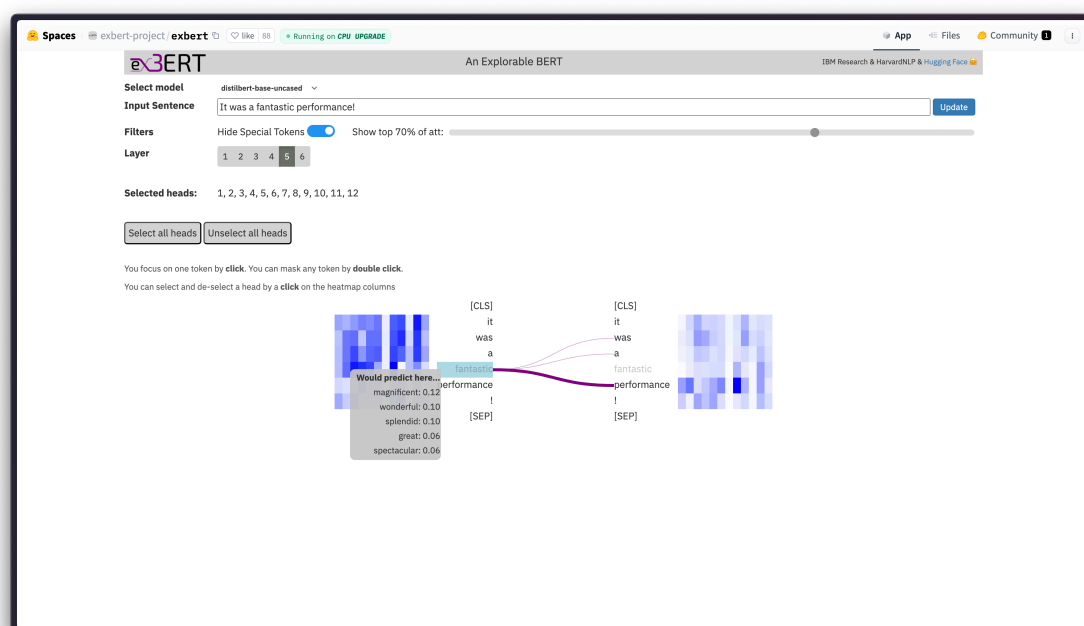 Spaces exbert-project/exbert like 88 Running on CPU UPGRADE App Files Community 1
exBERT An Explorable BERT IBM Research & HarvardNLP & Hugging Face
Select model distilbert-base-uncased
Input Sentence It was a fantastic performance! Update
Filters Hide Special Tokens Show top 70% of att:
Layer 1 2 3 4 5 6
Selected heads: 1, 2, 3, 4, 5, 6, 7, 8, 9, 10, 11, 12
Select all heads Unselect all heads
You focus on one token by click. You can mask any token by double click.
You can select and de-select a head by a click on the heatmap columns
[CLS] [CLS]
it it
was was
a a
fantastic fantastic
Would predict here...
performance performance
magnificent: 0.12
! !
wonderful: 0.10
[SEP] [SEP]
splendid: 0.10
great: 0.06
spectacular: 0.06